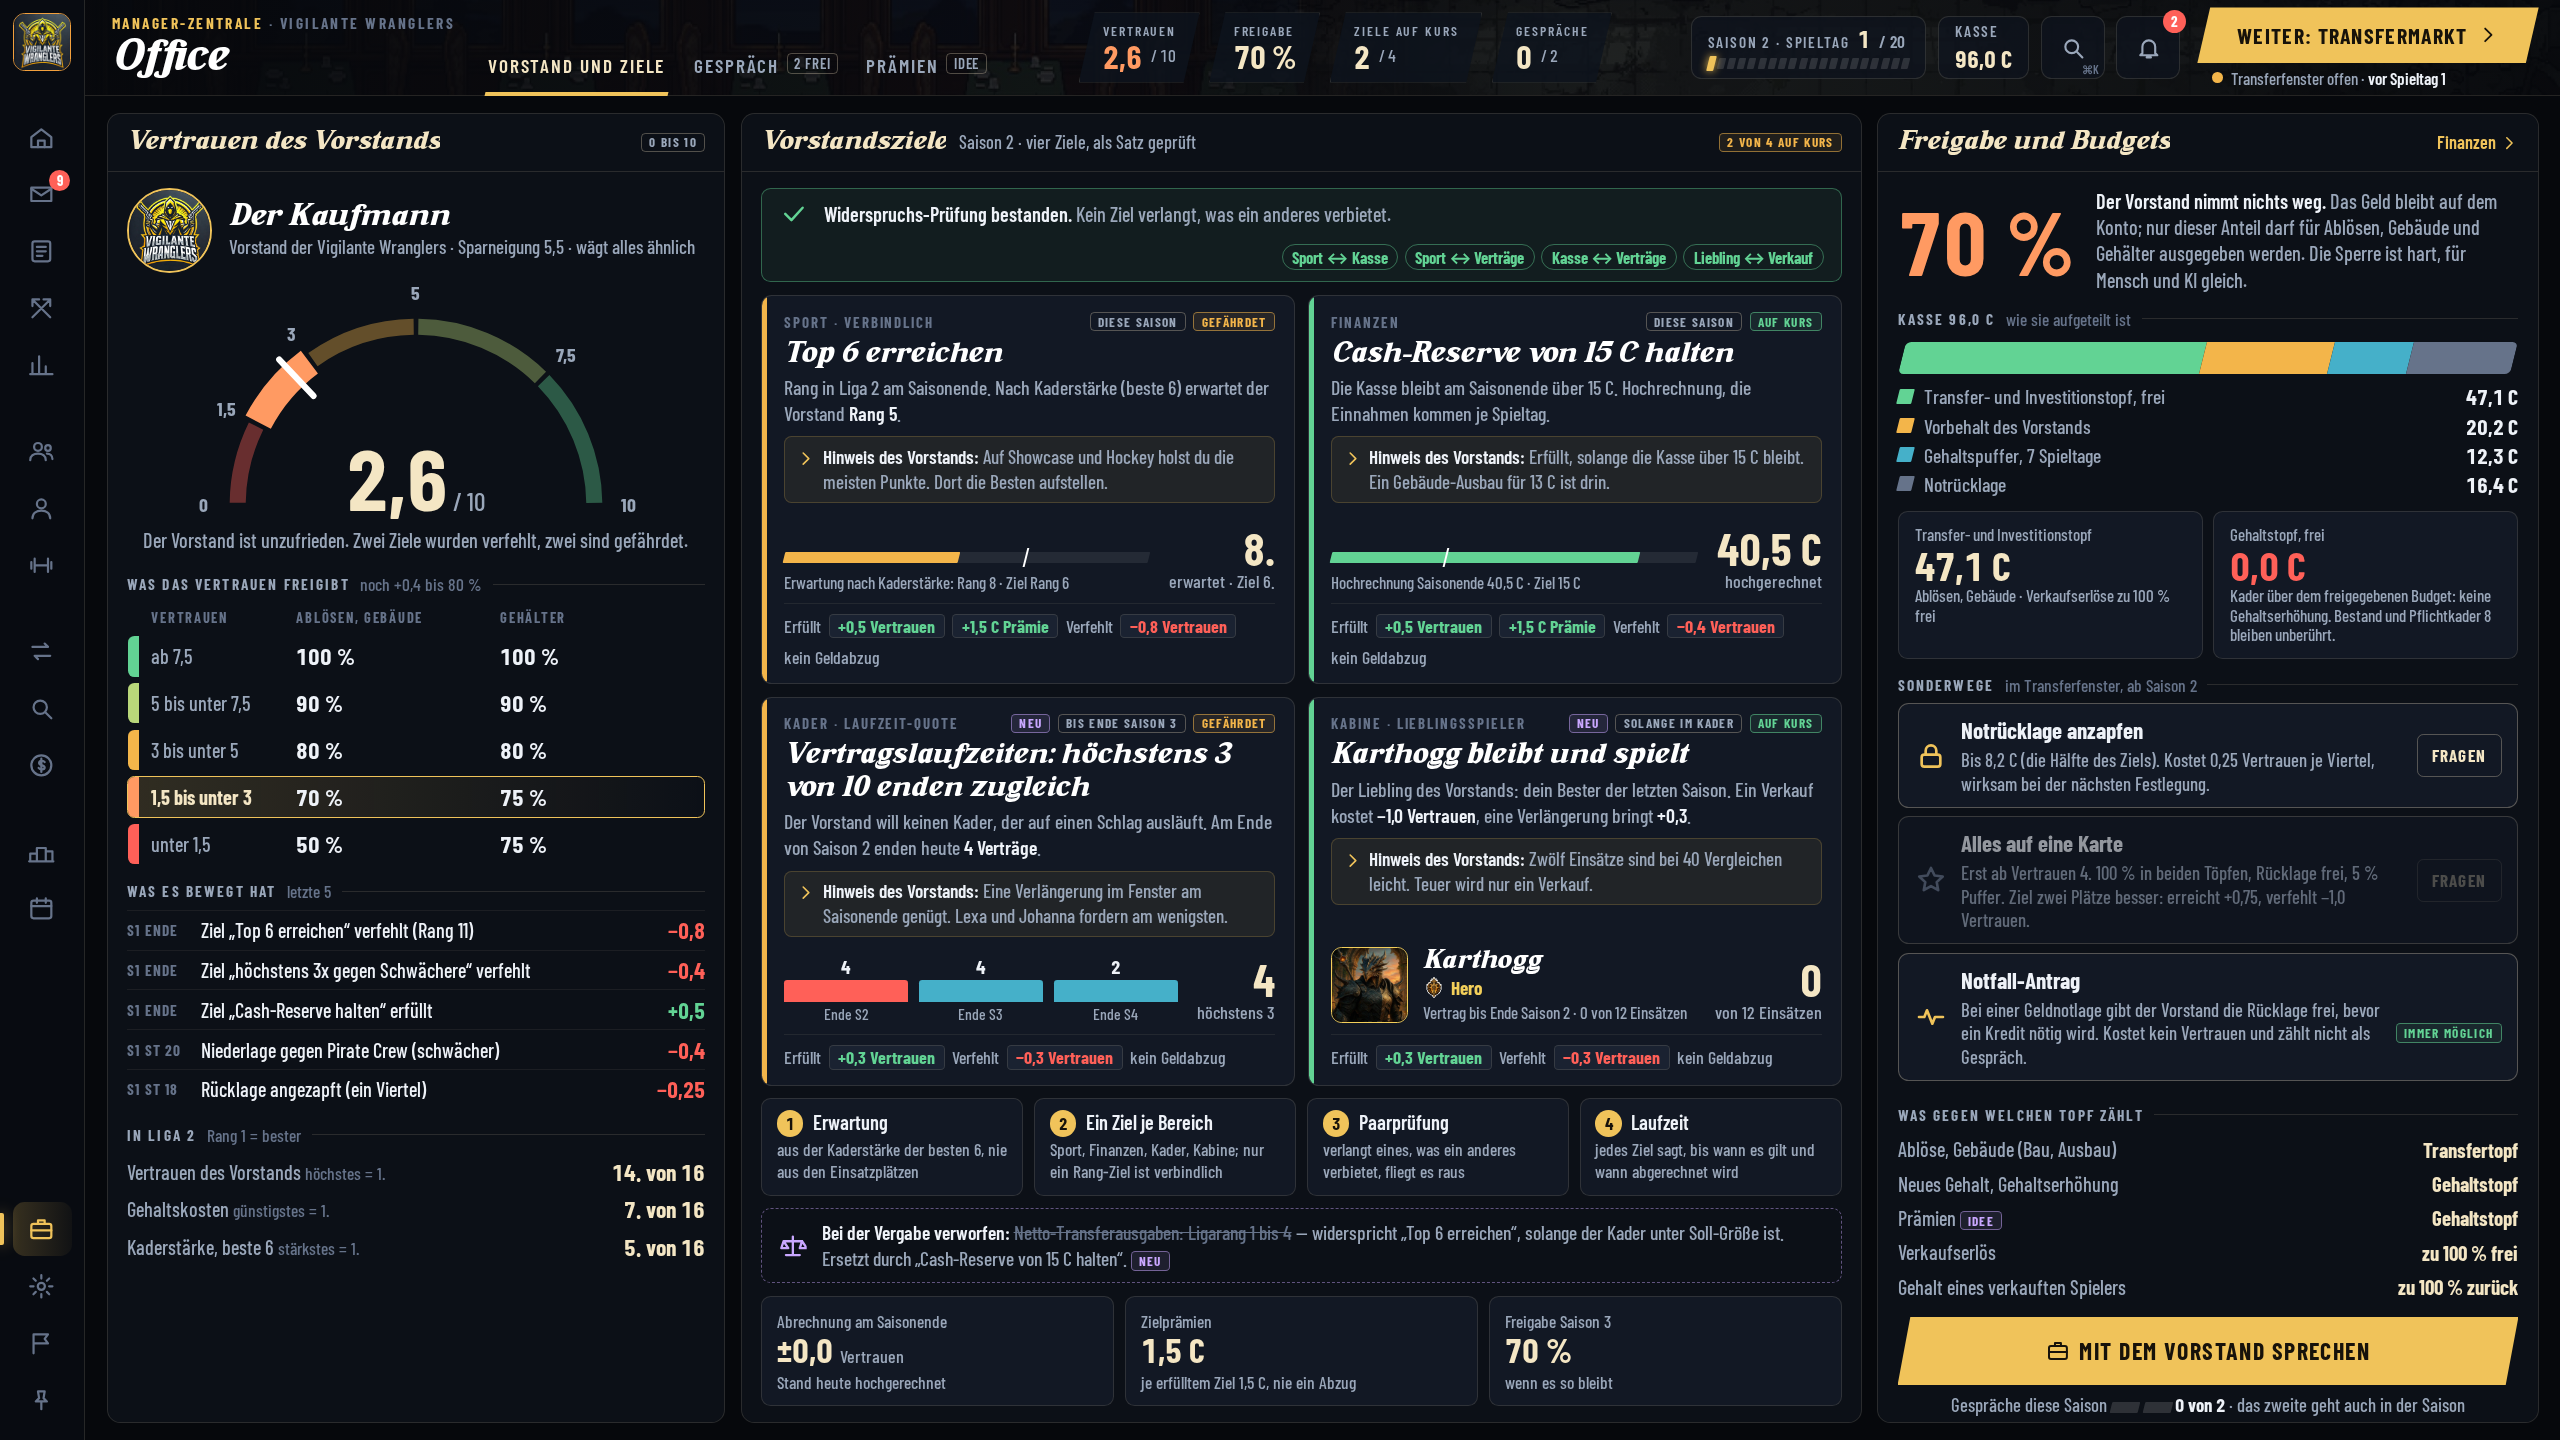 MANAGER-ZENTRALE · VIGILANTE WRANGLERS
Office
VORSTAND UND ZIELE
GESPRÄCH 2 FREI
PRÄMIEN IDEE
VERTRAUEN
2,6 / 10
FREIGABE
70 %
ZIELE AUF KURS
2 / 4
GESPRÄCHE
0 / 2
SAISON 2 · SPIELTAG 1 / 20
KASSE
96,0 C
⌘K
2
WEITER: TRANSFERMARKT
Transferfenster offen · vor Spieltag 1
VIGILANTE WRANGLERS
9
Vertrauen des Vorstands
0 BIS 10
VIGILANTE WRANGLERS
Der Kaufmann
Vorstand der Vigilante Wranglers · Sparneigung 5,5 · wägt alles ähnlich
0
1,5
3
5
7,5
10
2,6 / 10
Der Vorstand ist unzufrieden. Zwei Ziele wurden verfehlt, zwei sind gefährdet.
WAS DAS VERTRAUEN FREIGIBT noch +0,4 bis 80 %
VERTRAUEN ABLÖSEN, GEBÄUDE GEHÄLTER
ab 7,5 100 % 100 %
5 bis unter 7,5 90 % 90 %
3 bis unter 5 80 % 80 %
1,5 bis unter 3 70 % 75 %
unter 1,5 50 % 75 %
WAS ES BEWEGT HAT letzte 5
S1 ENDE Ziel „Top 6 erreichen“ verfehlt (Rang 11) −0,8
S1 ENDE Ziel „höchstens 3x gegen Schwächere“ verfehlt −0,4
S1 ENDE Ziel „Cash-Reserve halten“ erfüllt +0,5
S1 ST 20 Niederlage gegen Pirate Crew (schwächer) −0,4
S1 ST 18 Rücklage angezapft (ein Viertel) −0,25
IN LIGA 2 Rang 1 = bester
Vertrauen des Vorstands höchstes = 1. 14. von 16
Gehaltskosten günstigstes = 1. 7. von 16
Kaderstärke, beste 6 stärkstes = 1. 5. von 16
Vorstandsziele Saison 2 · vier Ziele, als Satz geprüft
2 VON 4 AUF KURS
Widerspruchs-Prüfung bestanden. Kein Ziel verlangt, was ein anderes verbietet.
Sport ↔ Kasse Sport ↔ Verträge Kasse ↔ Verträge Liebling ↔ Verkauf
SPORT · VERBINDLICH DIESE SAISON GEFÄHRDET
Top 6 erreichen
Rang in Liga 2 am Saisonende. Nach Kaderstärke (beste 6) erwartet der
Vorstand Rang 5.
Hinweis des Vorstands: Auf Showcase und Hockey holst du die
meisten Punkte. Dort die Besten aufstellen.
8.
Erwartung nach Kaderstärke: Rang 8 · Ziel Rang 6
erwartet · Ziel 6.
Erfüllt +0,5 Vertrauen +1,5 C Prämie Verfehlt −0,8 Vertrauen
kein Geldabzug
FINANZEN DIESE SAISON AUF KURS
Cash-Reserve von 15 C halten
Die Kasse bleibt am Saisonende über 15 C. Hochrechnung, die
Einnahmen kommen je Spieltag.
Hinweis des Vorstands: Erfüllt, solange die Kasse über 15 C bleibt.
Ein Gebäude-Ausbau für 13 C ist drin.
40,5 C
Hochrechnung Saisonende 40,5 C · Ziel 15 C
hochgerechnet
Erfüllt +0,5 Vertrauen +1,5 C Prämie Verfehlt −0,4 Vertrauen
kein Geldabzug
KADER · LAUFZEIT-QUOTE NEU BIS ENDE SAISON 3 GEFÄHRDET
Vertragslaufzeiten: höchstens 3
von 10 enden zugleich
Der Vorstand will keinen Kader, der auf einen Schlag ausläuft. Am Ende
von Saison 2 enden heute 4 Verträge.
Hinweis des Vorstands: Eine Verlängerung im Fenster am
Saisonende genügt. Lexa und Johanna fordern am wenigsten.
4 4 2
4
Ende S2 Ende S3 Ende S4
höchstens 3
Erfüllt +0,3 Vertrauen Verfehlt −0,3 Vertrauen kein Geldabzug
KABINE · LIEBLINGSSPIELER NEU SOLANGE IM KADER AUF KURS
Karthogg bleibt und spielt
Der Liebling des Vorstands: dein Bester der letzten Saison. Ein Verkauf
kostet −1,0 Vertrauen, eine Verlängerung bringt +0,3.
Hinweis des Vorstands: Zwölf Einsätze sind bei 40 Vergleichen
leicht. Teuer wird nur ein Verkauf.
Karthogg
Hero
Vertrag bis Ende Saison 2 · 0 von 12 Einsätzen
0
von 12 Einsätzen
Erfüllt +0,3 Vertrauen Verfehlt −0,3 Vertrauen kein Geldabzug
1 Erwartung
aus der Kaderstärke der besten 6, nie
aus den Einsatzplätzen
2 Ein Ziel je Bereich
Sport, Finanzen, Kader, Kabine; nur
ein Rang-Ziel ist verbindlich
3 Paarprüfung
verlangt eines, was ein anderes
verbietet, fliegt es raus
4 Laufzeit
jedes Ziel sagt, bis wann es gilt und
wann abgerechnet wird
Bei der Vergabe verworfen: Netto-Transferausgaben: Ligarang 1 bis 4 — widerspricht „Top 6 erreichen“, solange der Kader unter Soll-Größe ist.
Ersetzt durch „Cash-Reserve von 15 C halten“. NEU
Abrechnung am Saisonende
±0,0 Vertrauen
Stand heute hochgerechnet
Zielprämien
1,5 C
je erfülltem Ziel 1,5 C, nie ein Abzug
Freigabe Saison 3
70 %
wenn es so bleibt
Freigabe und Budgets
Finanzen
70 %
Der Vorstand nimmt nichts weg. Das Geld bleibt auf dem
Konto; nur dieser Anteil darf für Ablösen, Gebäude und
Gehälter ausgegeben werden. Die Sperre ist hart, für
Mensch und KI gleich.
KASSE 96,0 C wie sie aufgeteilt ist
Transfer- und Investitionstopf, frei 47,1 C
Vorbehalt des Vorstands 20,2 C
Gehaltspuffer, 7 Spieltage 12,3 C
Notrücklage 16,4 C
Transfer- und Investitionstopf
47,1 C
Ablösen, Gebäude · Verkaufserlöse zu 100 %
frei
Gehaltstopf, frei
0,0 C
Kader über dem freigegebenen Budget: keine
Gehaltserhöhung. Bestand und Pflichtkader 8
bleiben unberührt.
SONDERWEGE im Transferfenster, ab Saison 2
Notrücklage anzapfen
Bis 8,2 C (die Hälfte des Ziels). Kostet 0,25 Vertrauen je Viertel,
wirksam bei der nächsten Festlegung.
FRAGEN
Alles auf eine Karte
Erst ab Vertrauen 4. 100 % in beiden Töpfen, Rücklage frei, 5 %
Puffer. Ziel zwei Plätze besser: erreicht +0,75, verfehlt −1,0
Vertrauen.
FRAGEN
Notfall-Antrag
Bei einer Geldnotlage gibt der Vorstand die Rücklage frei, bevor
ein Kredit nötig wird. Kostet kein Vertrauen und zählt nicht als
Gespräch.
IMMER MÖGLICH
WAS GEGEN WELCHEN TOPF ZÄHLT
Ablöse, Gebäude (Bau, Ausbau) Transfertopf
Neues Gehalt, Gehaltserhöhung Gehaltstopf
Prämien IDEE Gehaltstopf
Verkaufserlös zu 100 % frei
Gehalt eines verkauften Spielers zu 100 % zurück
MIT DEM VORSTAND SPRECHEN
Gespräche diese Saison 0 von 2 · das zweite geht auch in der Saison